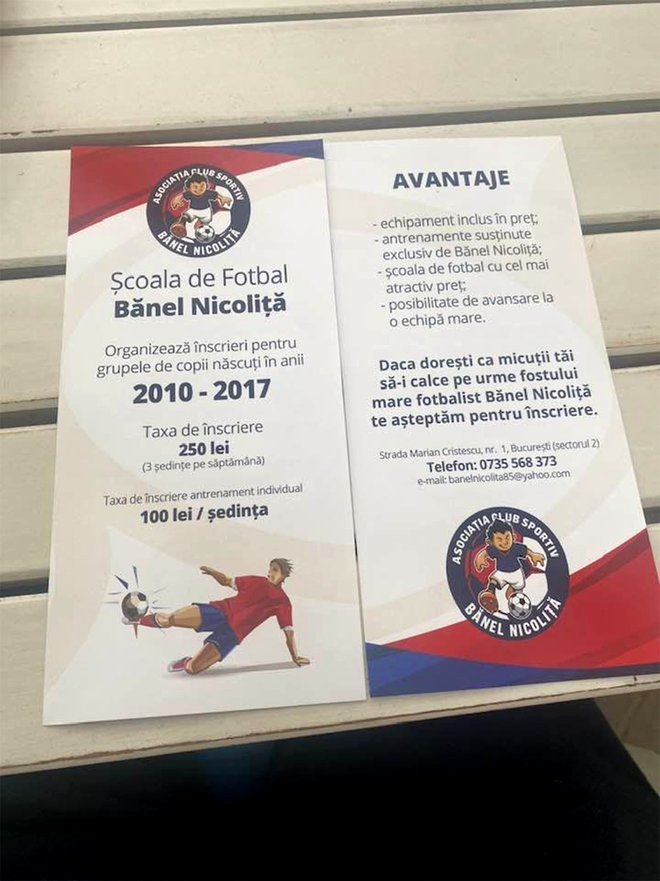 ASOCIAȚIA CLUB SPORTIV
BĂNEL NICOLIȚĂ
Școala de Fotbal
Bănel Nicoliță
Organizează înscrieri pentru
grupele de copii născuți în anii
2010 - 2017
Taxa de înscriere
250 lei
(3 ședințe pe săptămână)
Taxa de înscriere antrenament individual
100 lei / ședința
AVANTAJE
- echipament inclus în preț;
- antrenamente susținute
exclusiv de Bănel Nicoliță;
- școala de fotbal cu cel mai
atractiv preț;
- posibilitate de avansare la
o echipă mare.
Daca dorești ca micuții tăi
să-i calce pe urme fostului
mare fotbalist Bănel Nicoliță
te așteptăm pentru înscriere.
Strada Marian Cristescu, nr. 1, București (sectorul 2)
Telefon: 0735 568 373
e-mail: banelnicolita85@yahoo.com
ASOCIAȚIA CLUB SPORTIV
BĂNEL NICOLIȚĂ